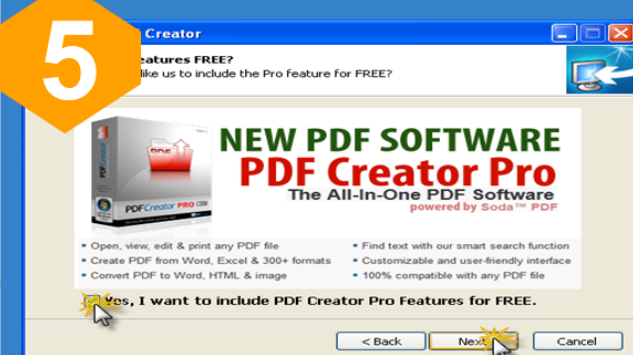 5
Creator
eatures FREE?
like us to include the Pro feature for FREE?
NEW PDF SOFTWARE
PDF Creator Pro
The All-In-One PDF Software
powered by Soda™ PDF
PDF
PDFCreator PRO
• Open, view, edit & print any PDF file
• Create PDF from Word, Excel & 300+ formats
• Convert PDF to Word, HTML & image
• Find text with our smart search function
• Customizable and user-friendly interface
• 100% compatible with any PDF file
Yes, I want to include PDF Creator Pro Features for FREE.
< Back
Next
Cancel